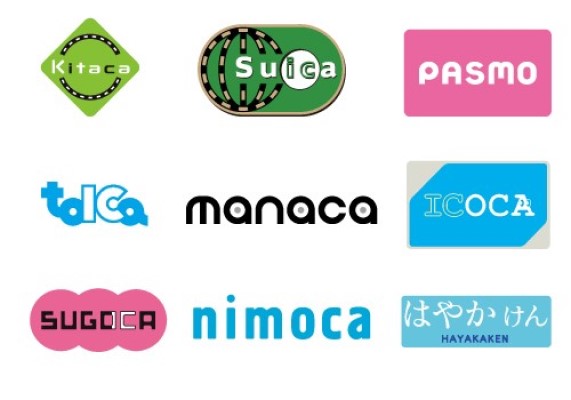 Kitaca
Suica
PASMO
toICa
manaca
ICOCA
SUGOCA
nimoca
はやかけん
HAYAKAKEN